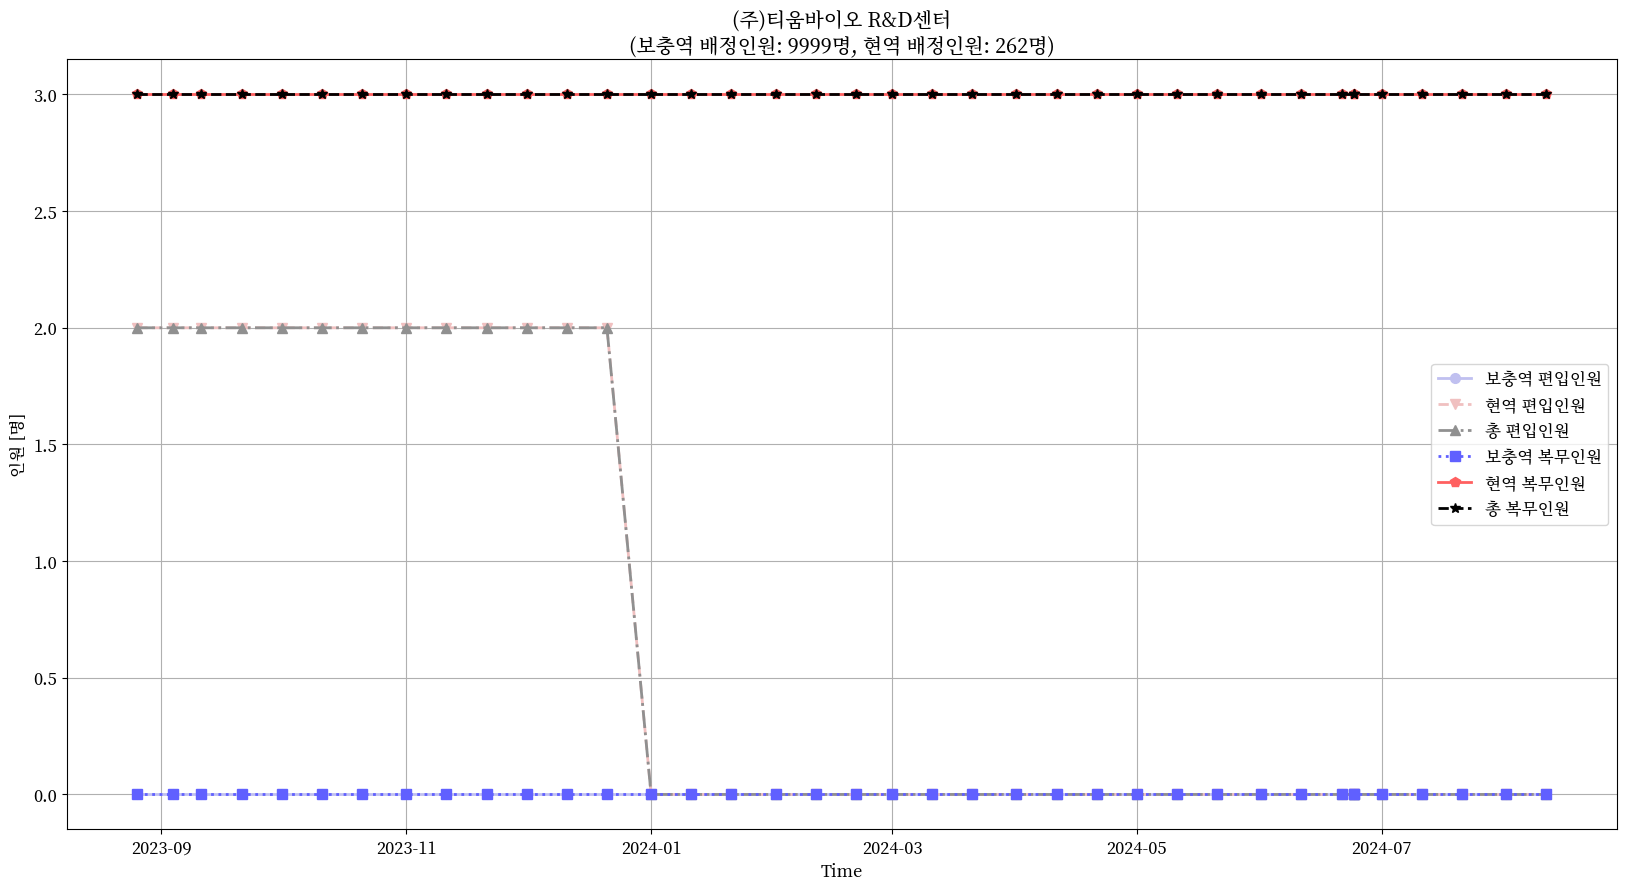 (주)티움바이오 R&D센터
(보충역 배정인원: 9999명, 현역 배정인원: 262명)
3.0
2.5
2.0
1.5
1.0
0.5
0.0
인원 [명]
보충역 편입인원
현역 편입인원
총 편입인원
보충역 복무인원
현역 복무인원
총 복무인원
2023-09
2023-11
2024-01
2024-03
2024-05
2024-07
Time